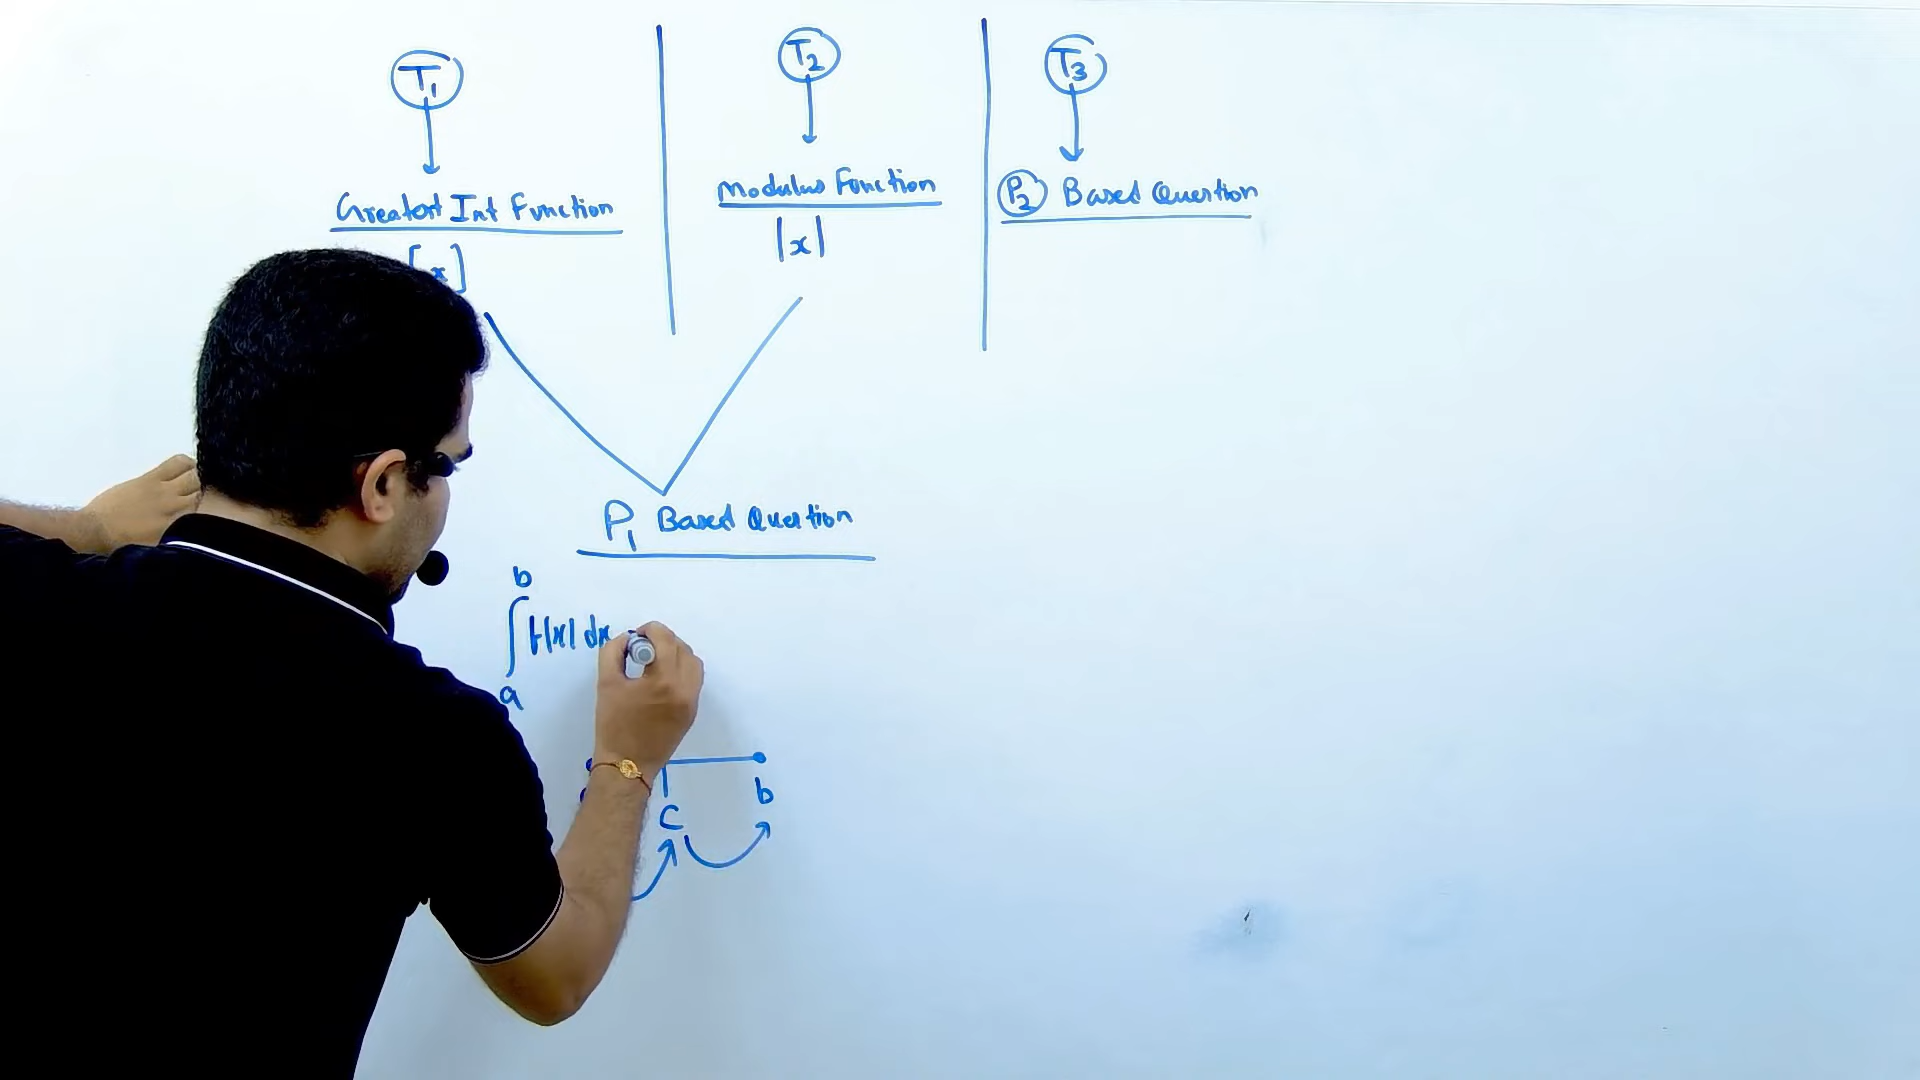 T1
T2
T3
Greatest Int Function
Modulus Function
P2 Based Question
[x]
|x|
P1 Based Question
b
∫ f(x) dx
a
b
C